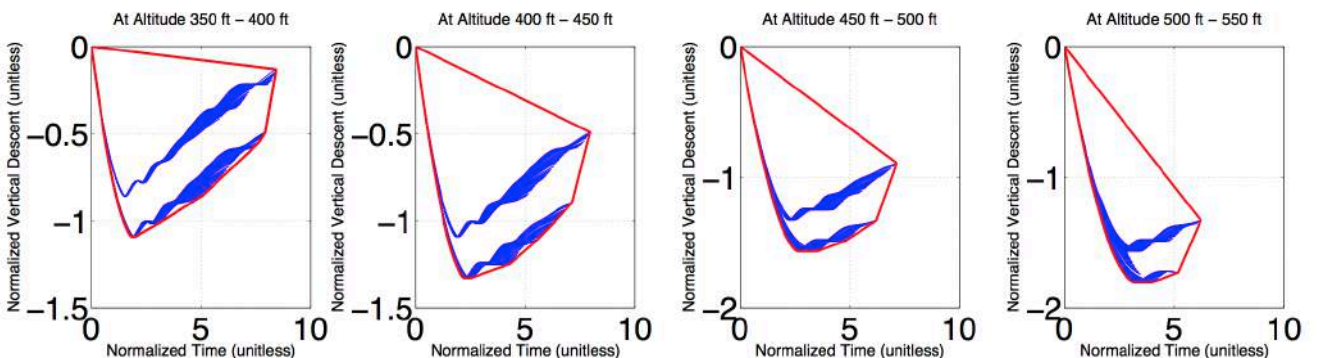 At Altitude 350 ft – 400 ft
Normalized Vertical Descent (unitless)
0
−0.5
−1
−1.5
0 5 10
Normalized Time (unitless)
At Altitude 400 ft – 450 ft
Normalized Vertical Descent (unitless)
0
−0.5
−1
−1.5
0 5 10
Normalized Time (unitless)
At Altitude 450 ft – 500 ft
Normalized Vertical Descent (unitless)
0
−1
−2
0 5 10
Normalized Time (unitless)
At Altitude 500 ft – 550 ft
Normalized Vertical Descent (unitless)
0
−1
−2
0 5 10
Normalized Time (unitless)